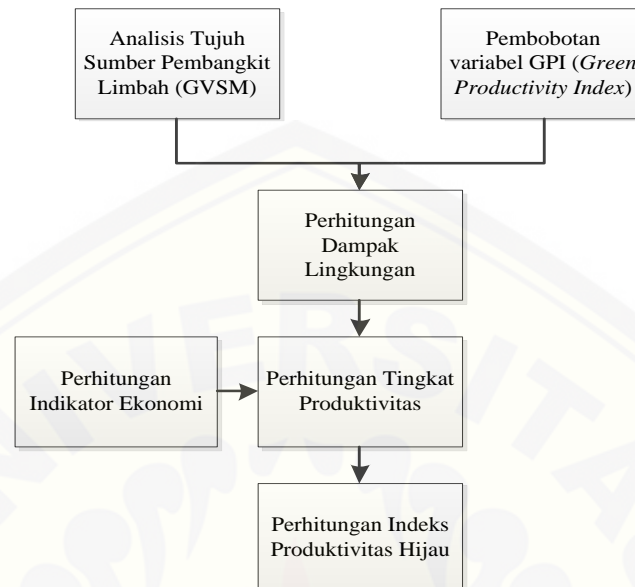 Analisis Tujuh
Sumber Pembangkit
Limbah (GVSM)
Pembobotan
variabel GPI (Green
Productivity Index)
Perhitungan
Dampak
Lingkungan
Perhitungan
Indikator Ekonomi
Perhitungan Tingkat
Produktivitas
Perhitungan Indeks
Produktivitas Hijau
UNIVERSITA